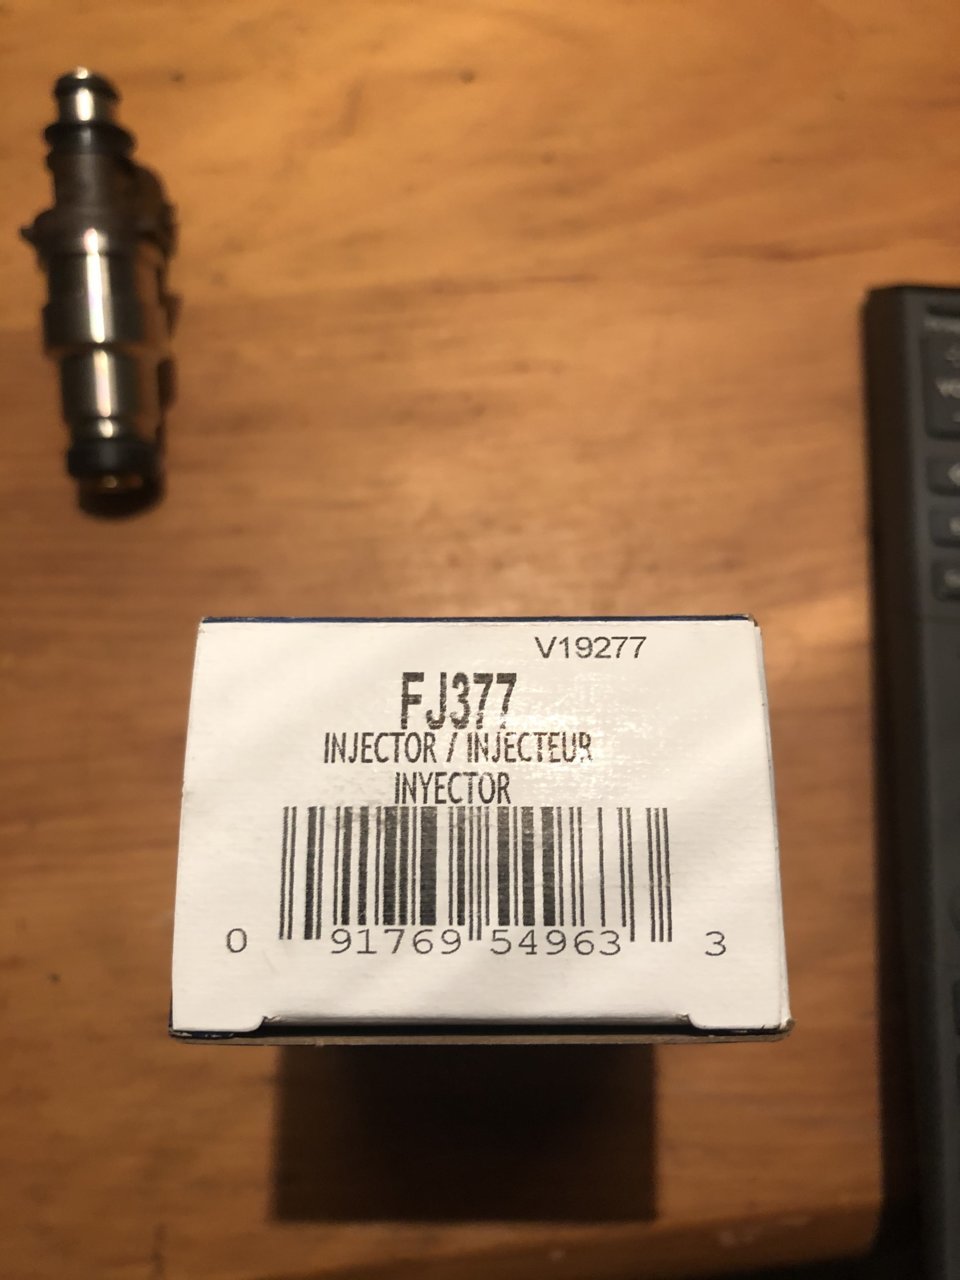 V19277
FJ377
INJECTOR / INJECTEUR
INYECTOR
0 91769 54963 3